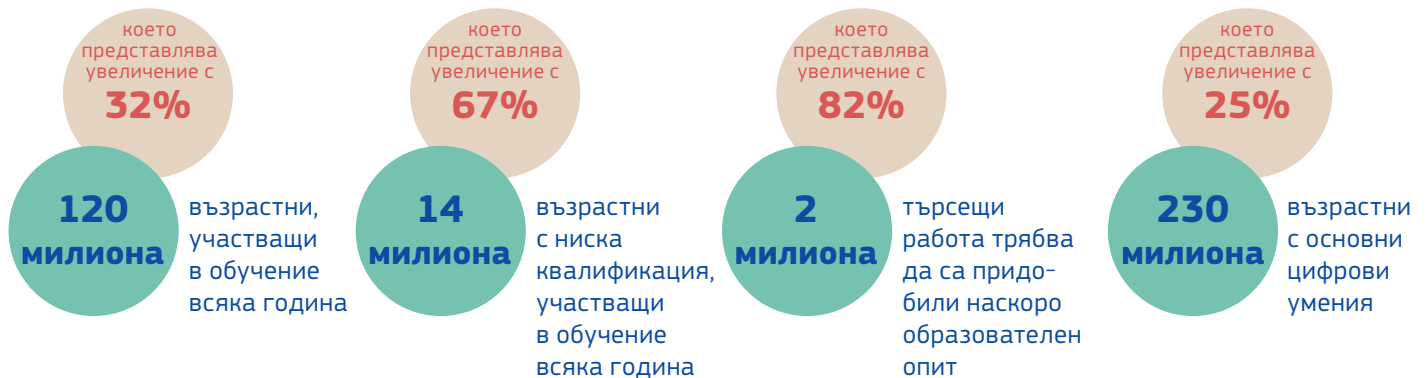 което
представлява
увеличение с
32%
120
милиона
възрастни,
участващи
в обучение
всяка година
което
представлява
увеличение с
67%
14
милиона
възрастни
с ниска
квалификация,
участващи
в обучение
всяка година
което
представлява
увеличение с
82%
2
милиона
търсещи
работа трябва
да са придо-
били наскоро
образователен
опит
което
представлява
увеличение с
25%
230
милиона
възрастни
с основни
цифрови
умения